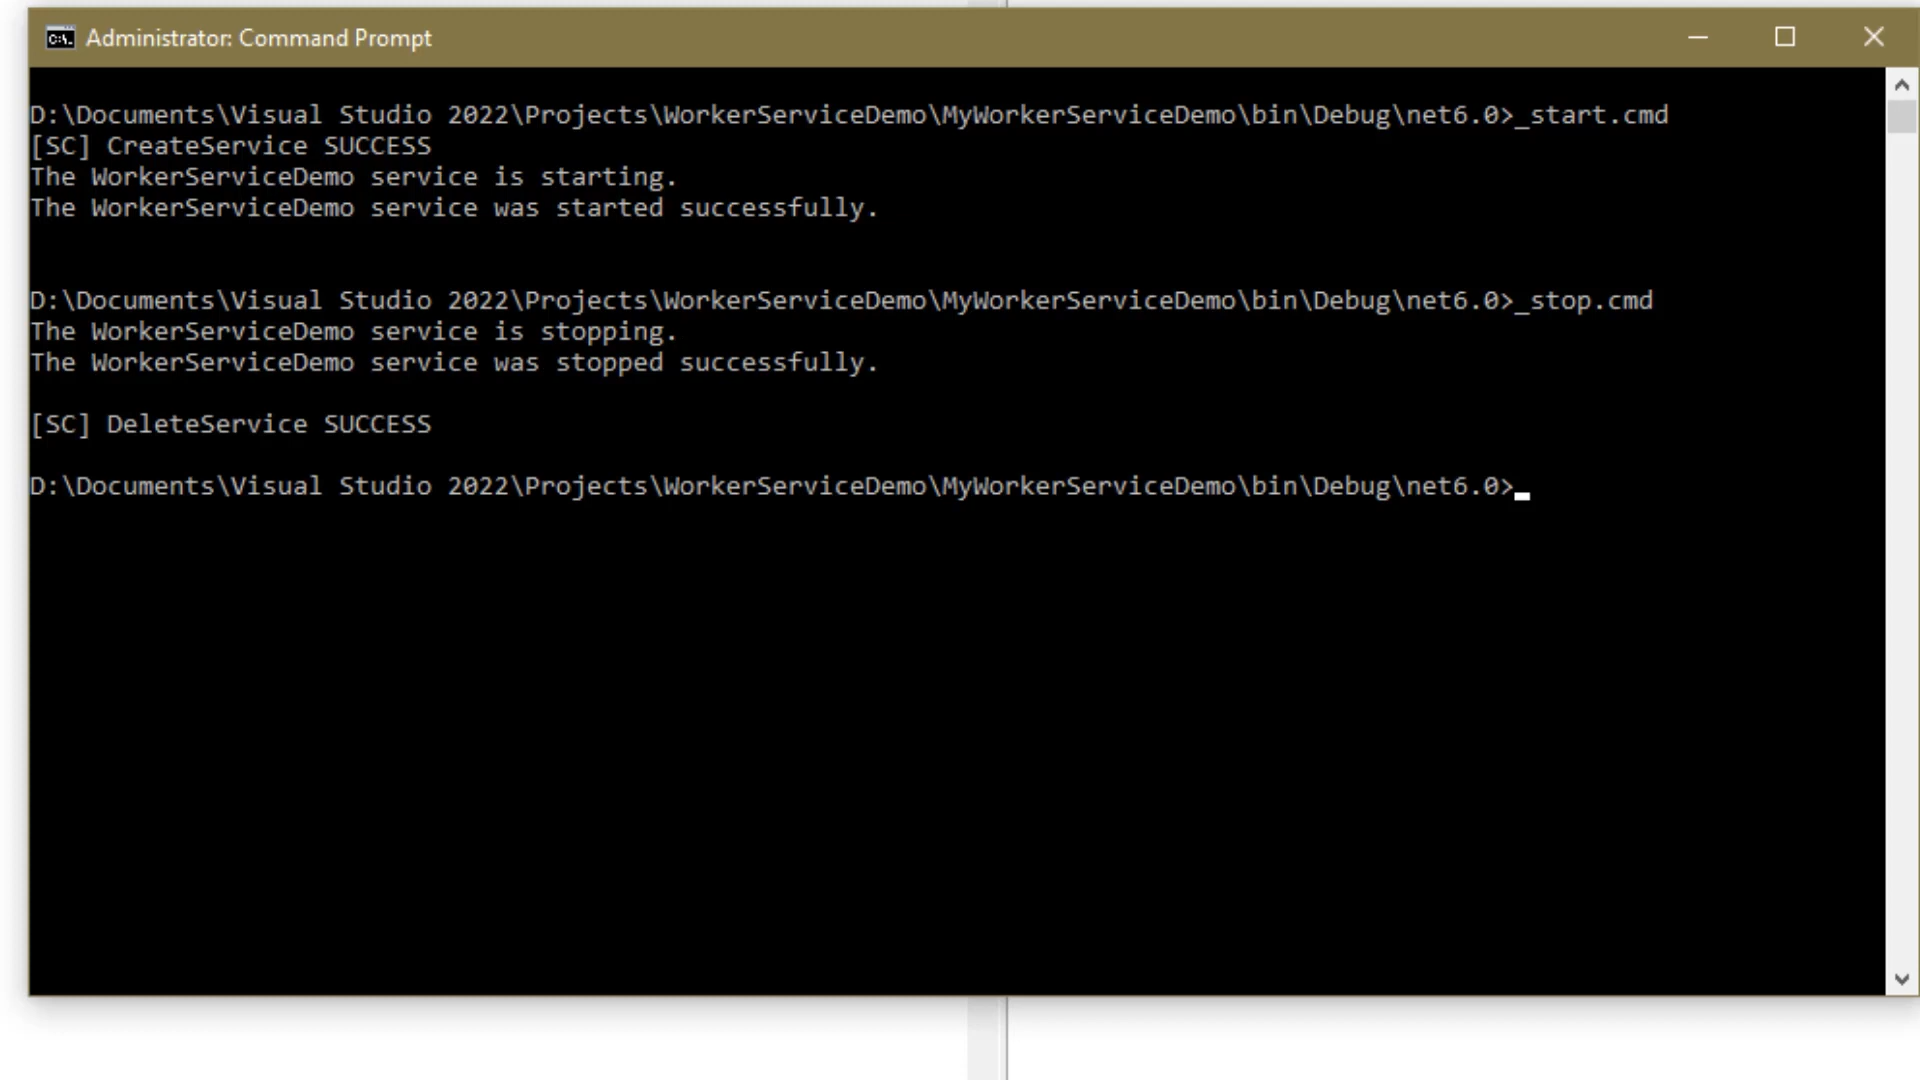 Administrator: Command Prompt
D:\Documents\Visual Studio 2022\Projects\WorkerServiceDemo\MyWorkerServiceDemo\bin\Debug\net6.0>_start.cmd
[SC] CreateService SUCCESS
The WorkerServiceDemo service is starting.
The WorkerServiceDemo service was started successfully.
D:\Documents\Visual Studio 2022\Projects\WorkerServiceDemo\MyWorkerServiceDemo\bin\Debug\net6.0>_stop.cmd
The WorkerServiceDemo service is stopping.
The WorkerServiceDemo service was stopped successfully.
[SC] DeleteService SUCCESS
D:\Documents\Visual Studio 2022\Projects\WorkerServiceDemo\MyWorkerServiceDemo\bin\Debug\net6.0>